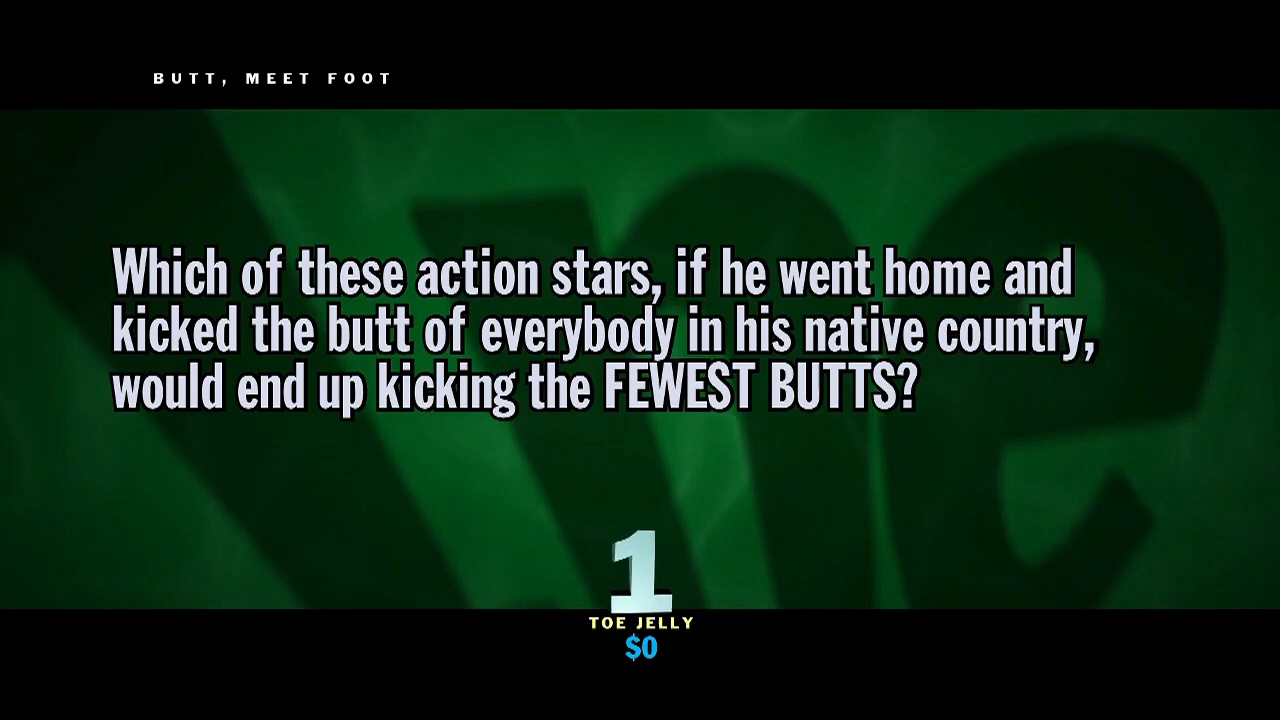 BUTT, MEET FOOT
Which of these action stars, if he went home and
kicked the butt of everybody in his native country,
would end up kicking the FEWEST BUTTS?
1
TOE JELLY
$0